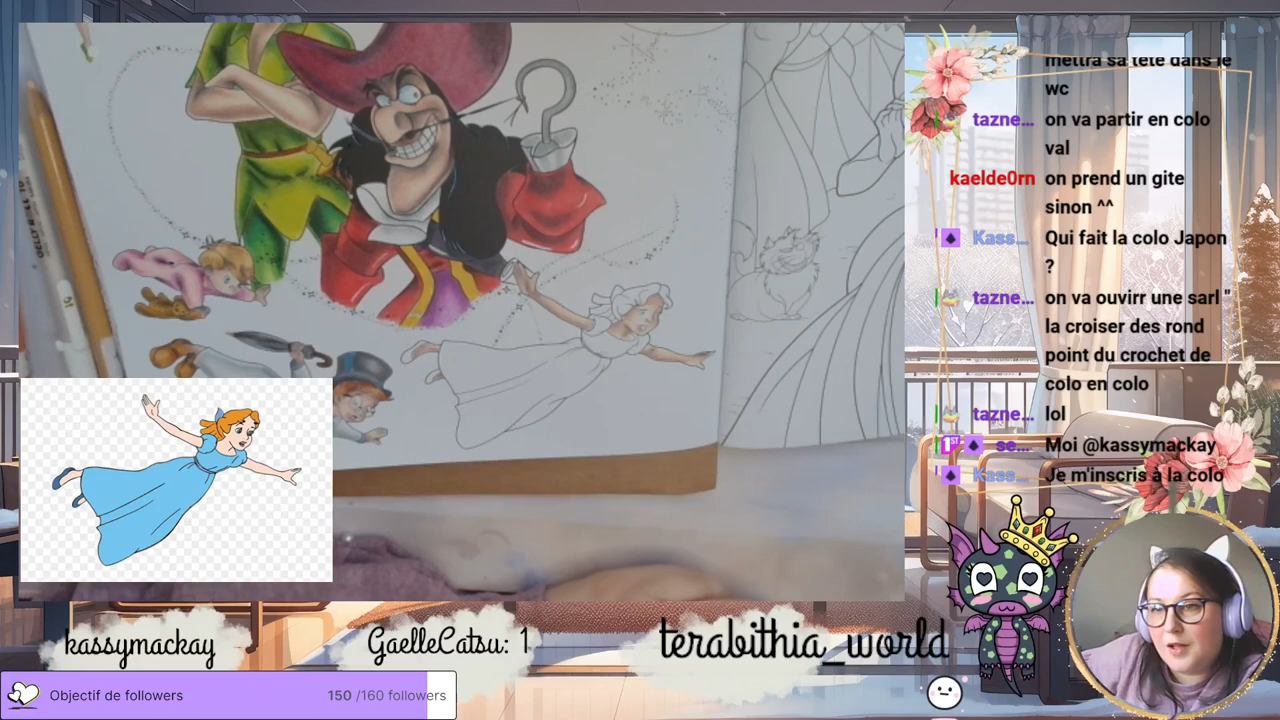 mettra sa tête dans le
wc
tazne... on va partir en colo
val
kaelde0rn on prend un gite
sinon ^^
Kass... Qui fait la colo Japon
?
tazne... on va ouvrir une sarl "
la croiser des rond
point du crochet de
colo en colo
tazne... lol
1ST se... Moi @kassymackay
Kass... Je m'inscris à la colo
kassymackay
GaelleCatsu: 1
terabithia_world
Objectif de followers
150 /160 followers